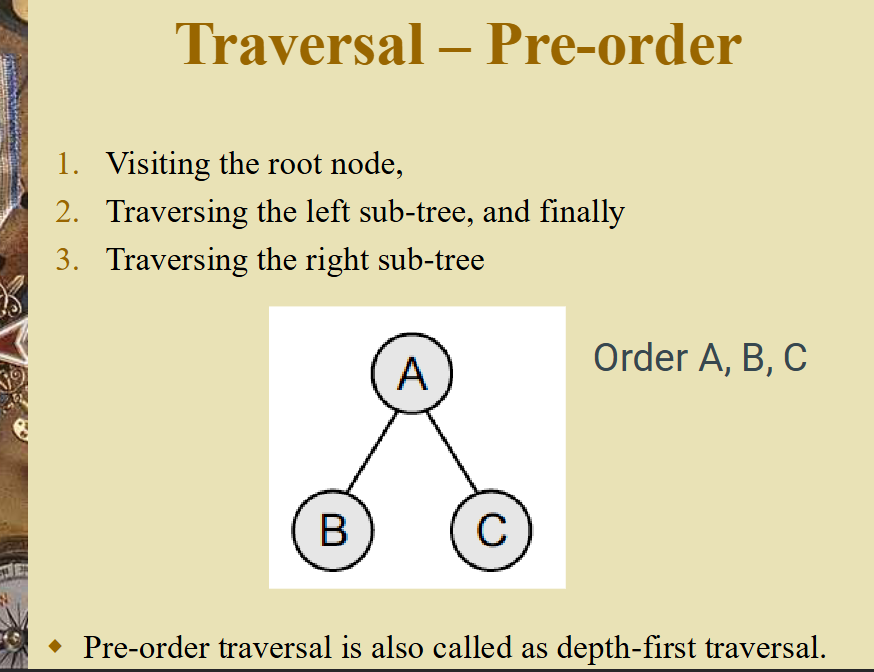 Traversal – Pre-order
1. Visiting the root node,
2. Traversing the left sub-tree, and finally
3. Traversing the right sub-tree
A
Order A, B, C
B C
◆ Pre-order traversal is also called as depth-first traversal.